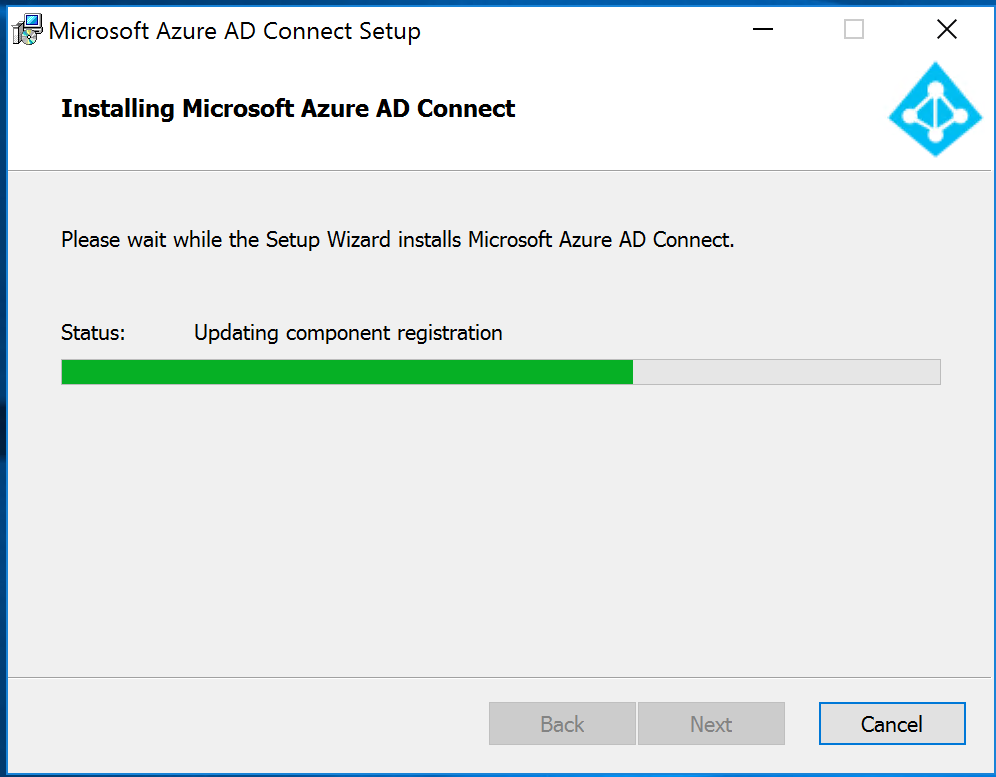 Microsoft Azure AD Connect Setup
Installing Microsoft Azure AD Connect
Please wait while the Setup Wizard installs Microsoft Azure AD Connect.
Status: Updating component registration
Back Next Cancel